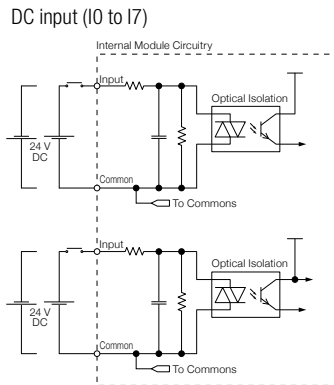 DC input (I0 to I7)
Internal Module Circuitry
Input
Optical Isolation
24 V
DC
Common
To Commons
Input
Optical Isolation
24 V
DC
Common
To Commons